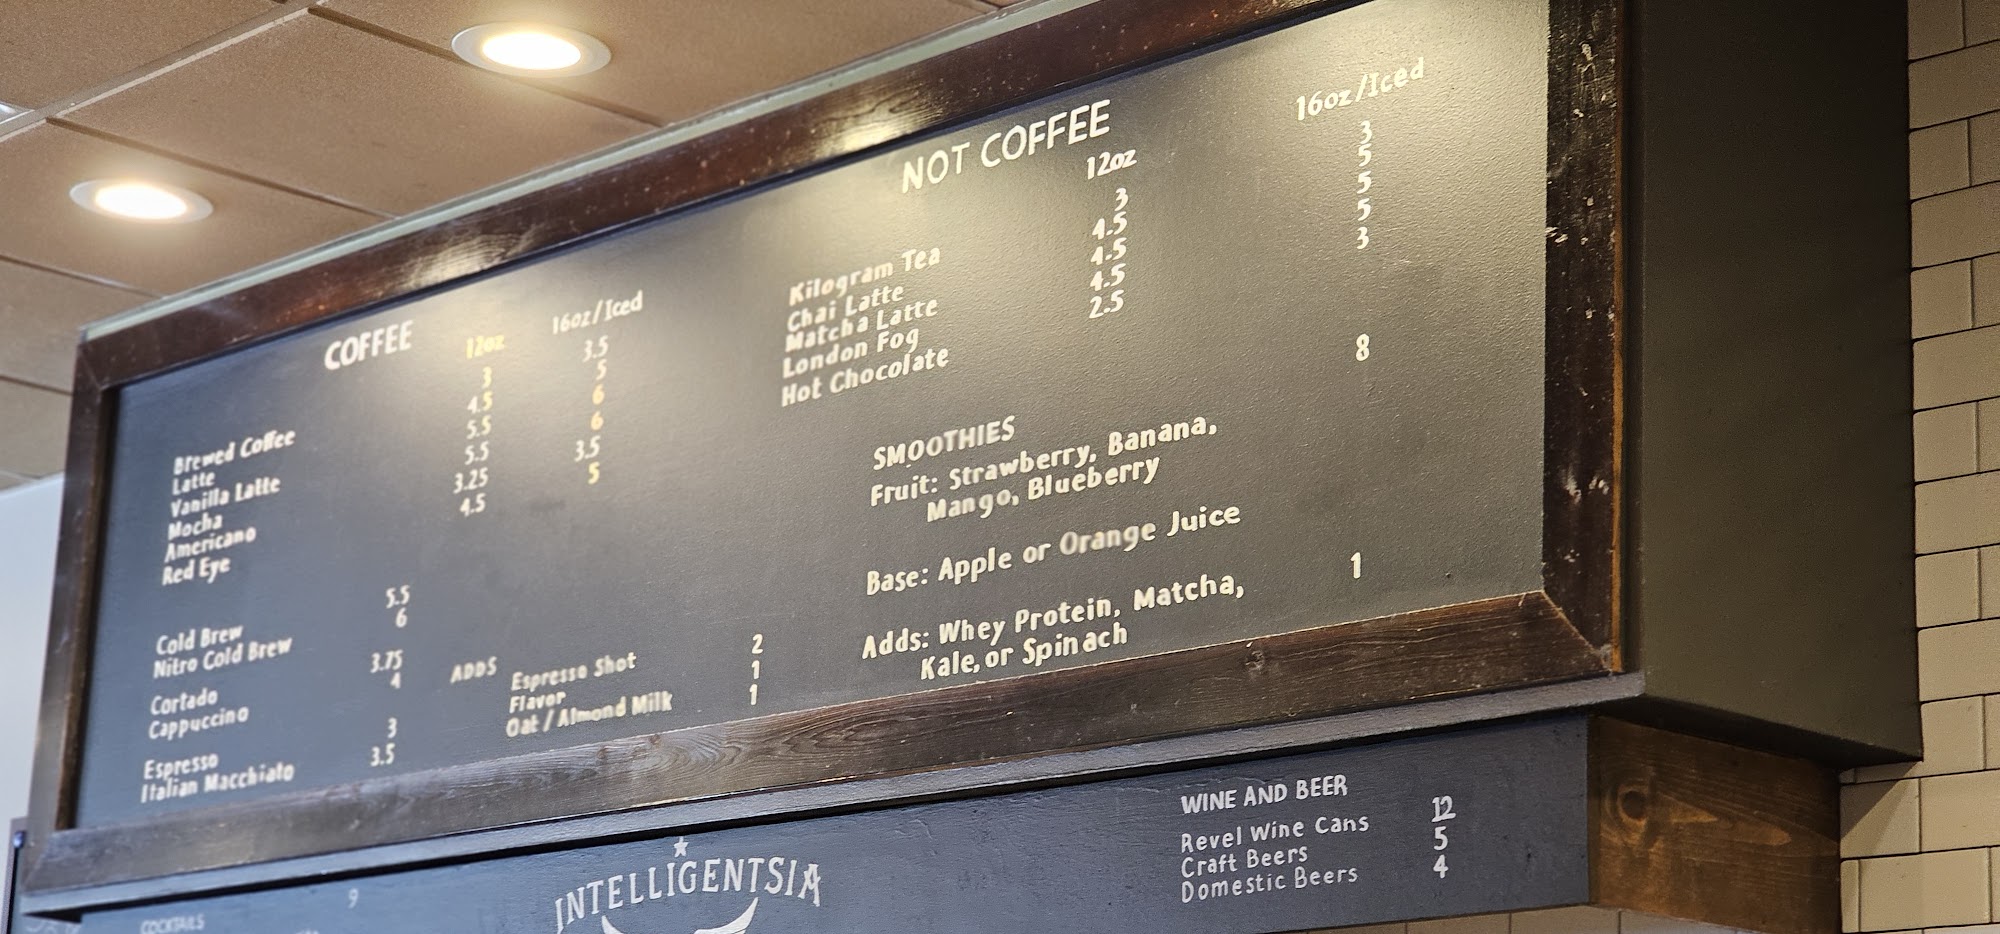 COFFEE
12oz 16oz/Iced
Brewed Coffee 3 3.5
Latte 4.5 5
Vanilla Latte 5.5 6
Mocha 5.5 6
Americano 3.25 3.5
Red Eye 4.5 5
Cold Brew 5.5
Nitro Cold Brew 6
Cortado 3.75
Cappuccino 4
Espresso 3
Italian Macchiato 3.5
ADDS
Espresso Shot 2
Flavor 1
Oat / Almond Milk 1
NOT COFFEE
12oz 16oz/Iced
Kilogram Tea 3 3
Chai Latte 4.5 5
Matcha Latte 4.5 5
London Fog 4.5 5
Hot Chocolate 2.5 3
SMOOTHIES 8
Fruit: Strawberry, Banana,
Mango, Blueberry
Base: Apple or Orange Juice
Adds: Whey Protein, Matcha, 1
Kale, or Spinach
COCKTAILS 9
INTELLIGENTSIA
WINE AND BEER
Revel Wine Cans 12
Craft Beers 5
Domestic Beers 4